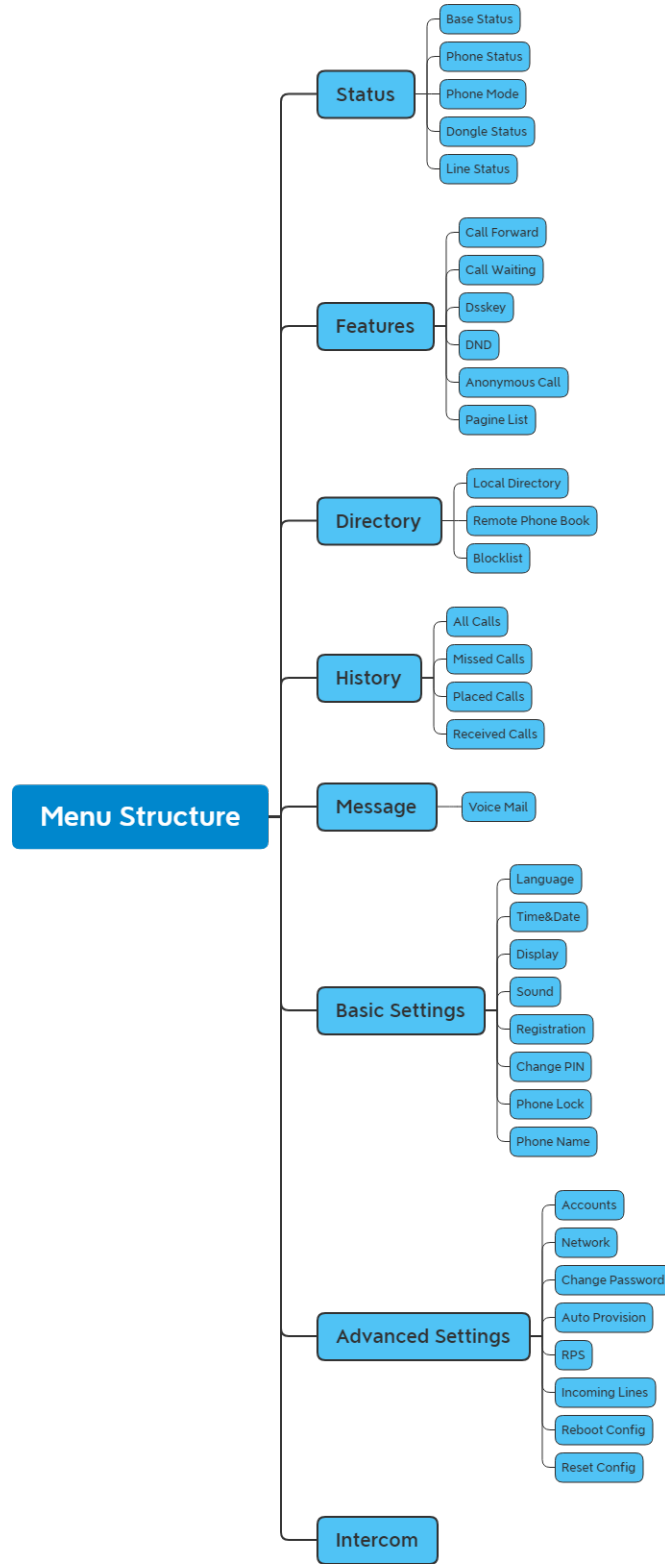 Menu Structure
Status
Base Status
Phone Status
Phone Mode
Dongle Status
Line Status
Features
Call Forward
Call Waiting
Dsskey
DND
Anonymous Call
Pagine List
Directory
Local Directory
Remote Phone Book
Blocklist
History
All Calls
Missed Calls
Placed Calls
Received Calls
Message
Voice Mail
Basic Settings
Language
Time&Date
Display
Sound
Registration
Change PIN
Phone Lock
Phone Name
Advanced Settings
Accounts
Network
Change Password
Auto Provision
RPS
Incoming Lines
Reboot Config
Reset Config
Intercom